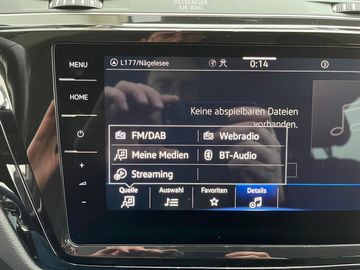 PASSENGER
AIR BAG
MENU
L177/Nägelesee
0:14
HOME
Keine abspielbaren Dateien
vorhanden.
FM/DAB
Webradio
Meine Medien
BT-Audio
Streaming
Quelle
Auswahl
Favoriten
Details